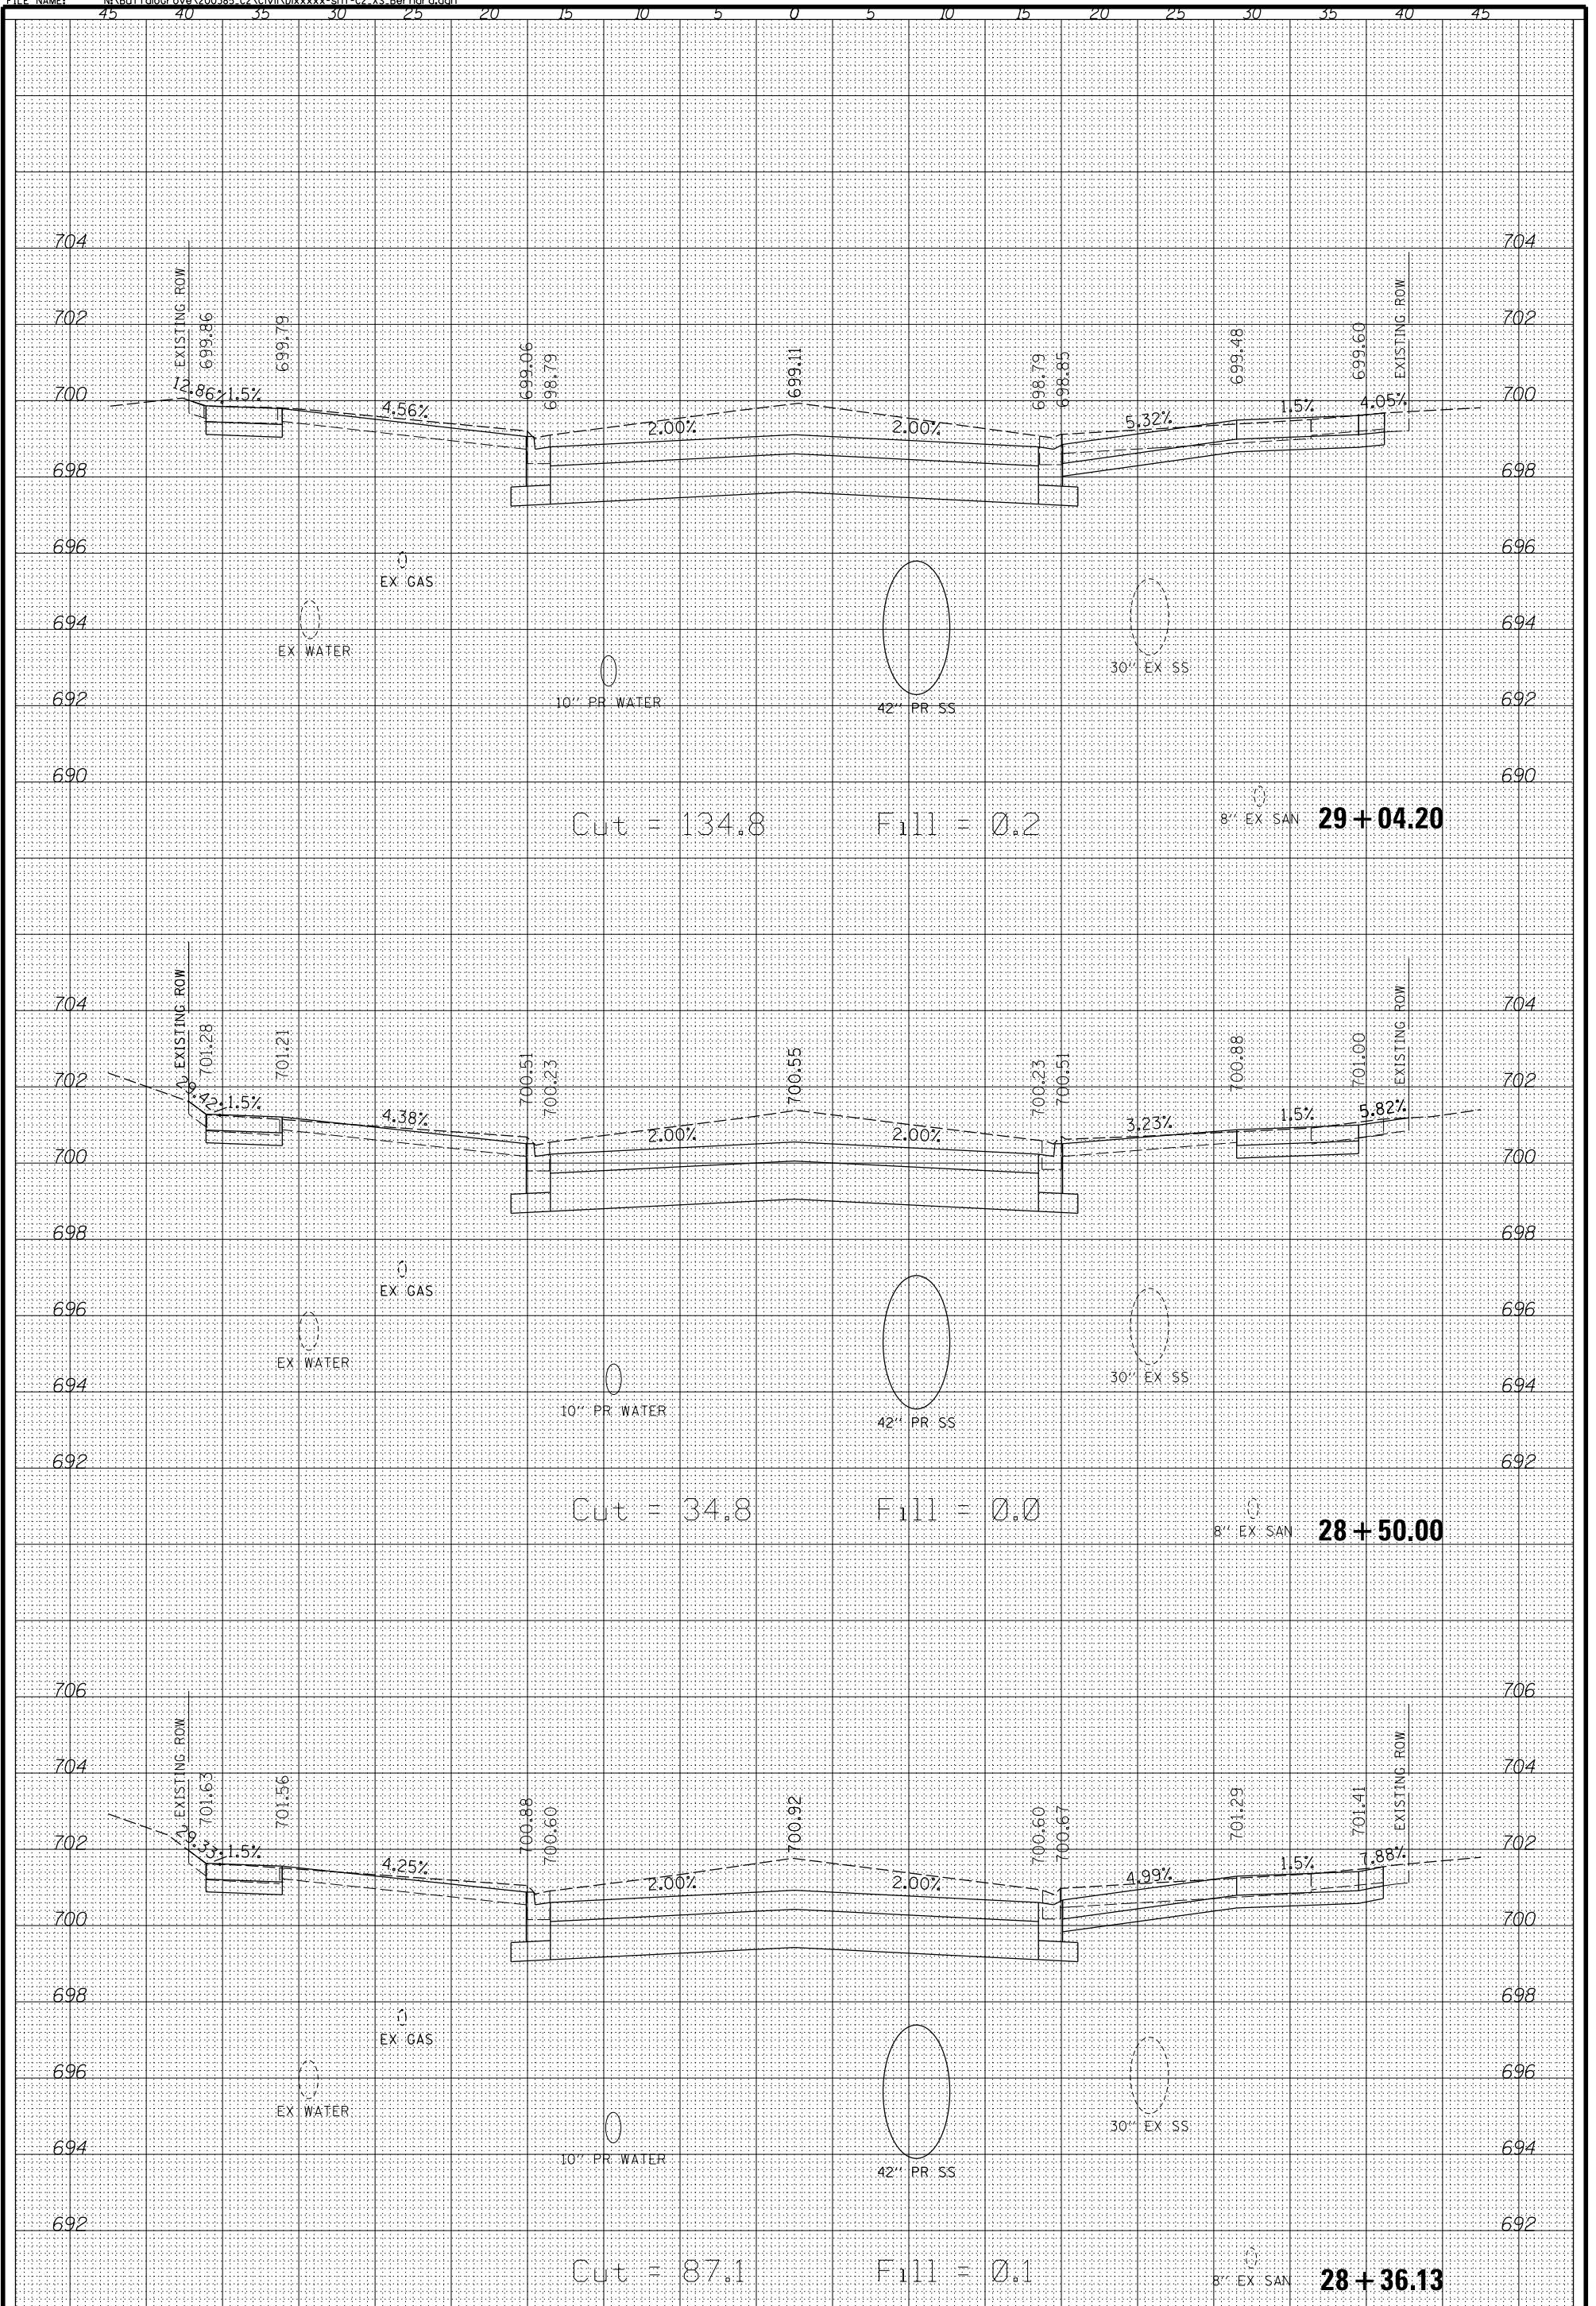 FILE NAME:
45 40 35 30 25 20 15 10 5 0 5 10 15 20 25 30 35 40 45
704 704
702 702
700 700
698 698
696 696
694 694
692 692
690 690
EXISTING ROW
699.86
699.79
699.06
698.79
699.11
698.79
698.85
699.48
699.60
EXISTING ROW
12.86% 1.5% 4.56% 2.00% 2.00% 5.32% 1.5% 4.05%
EX GAS
EX WATER
10'' PR WATER
42'' PR SS
30'' EX SS
8'' EX SAN
Cut = 134.8 Fill = 0.2
29+04.20
704 704
702 702
700 700
698 698
696 696
694 694
692 692
EXISTING ROW
701.28
701.21
700.51
700.23
700.55
700.23
700.51
700.88
701.00
EXISTING ROW
1.5% 4.38% 2.00% 2.00% 3.23% 1.5% 5.82%
EX GAS
EX WATER
10'' PR WATER
42'' PR SS
30'' EX SS
8'' EX SAN
Cut = 34.8 Fill = 0.0
28+50.00
706 706
704 704
702 702
700 700
698 698
696 696
694 694
692 692
EXISTING ROW
701.63
701.56
700.88
700.60
700.92
700.60
700.67
701.29
701.41
EXISTING ROW
29.33% 1.5% 4.25% 2.00% 2.00% 4.99% 1.5% 7.88%
EX GAS
EX WATER
10'' PR WATER
42'' PR SS
30'' EX SS
8'' EX SAN
Cut = 87.1 Fill = 0.1
28+36.13